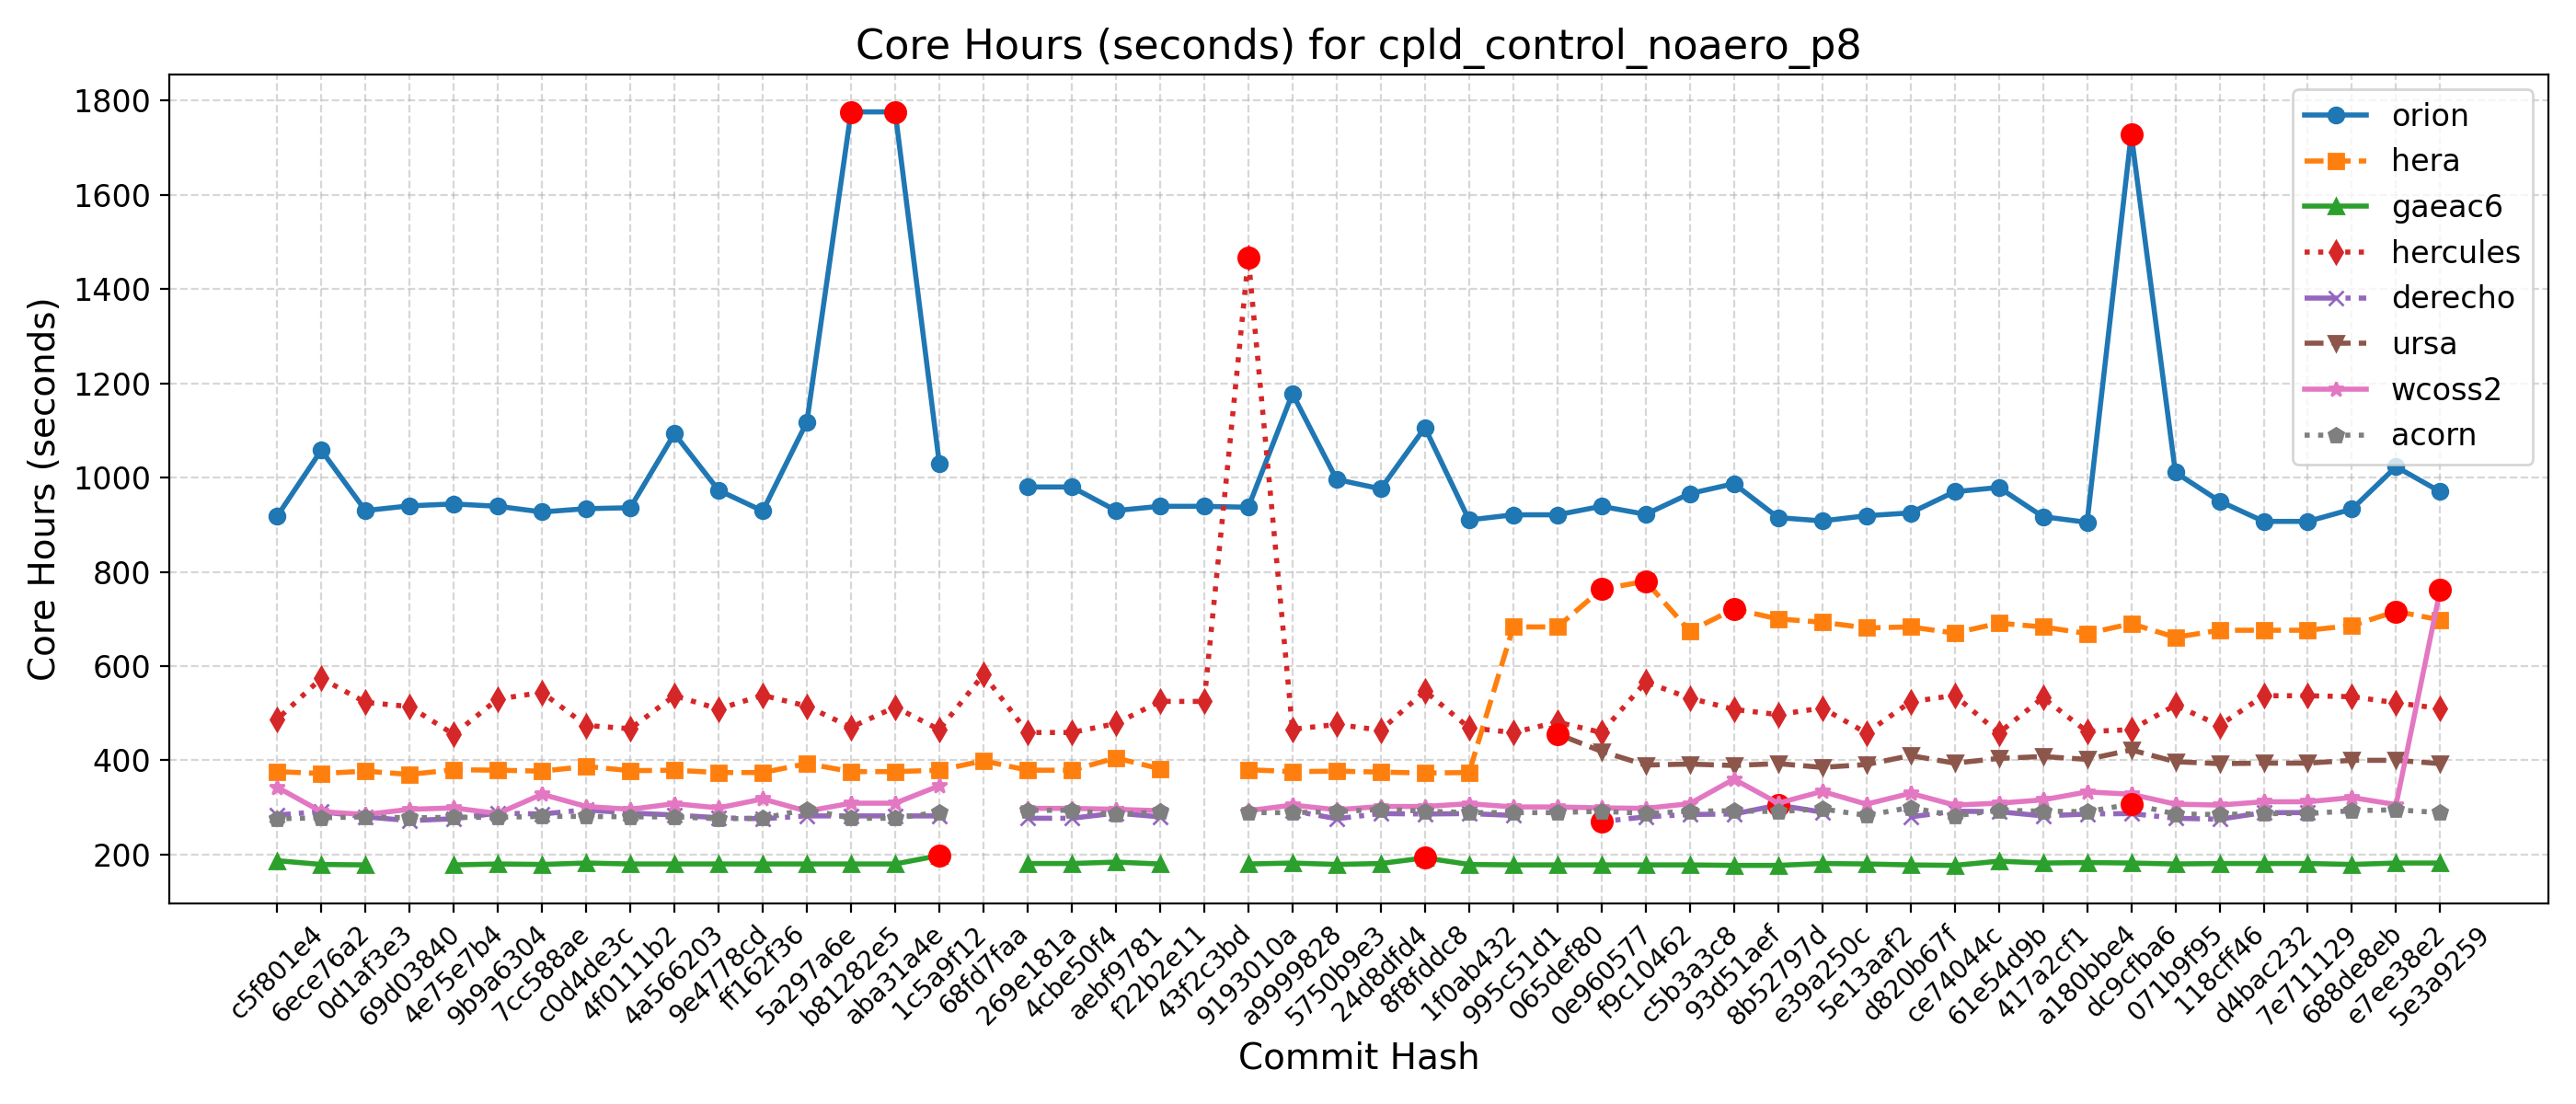 Core Hours (seconds) for cpld_control_noaero_p8
Core Hours (seconds)
1800
1600
1400
1200
1000
800
600
400
200
orion
hera
gaeac6
hercules
derecho
ursa
wcoss2
acorn
c5f801e4
6ece76a2
0d1af3e3
69d03840
4e75e7b4
9b9a6304
7cc588ae
c0d4de3c
4f0111b2
4a566203
9e4778cd
ff162f36
5a297a6e
b81282e5
aba31a4e
1c5a9f12
68fd7faa
269e181a
4cbe50f4
aebf9781
f22b2e11
43f2c3bd
9193010a
a9999828
5750b9e3
24d8dfd4
8f8fddc8
1f0ab432
995c51d1
065def80
0e960577
f9c10462
c5b3a3c8
93d51aef
8b52797d
e39a250c
5e13aaf2
d820b67f
ce74044c
61e54d9b
417a2cf1
a180bbe4
dc9cfba6
071b9f95
118cff46
d4bac232
7e711129
688de8eb
e7ee38e2
5e3a9259
Commit Hash